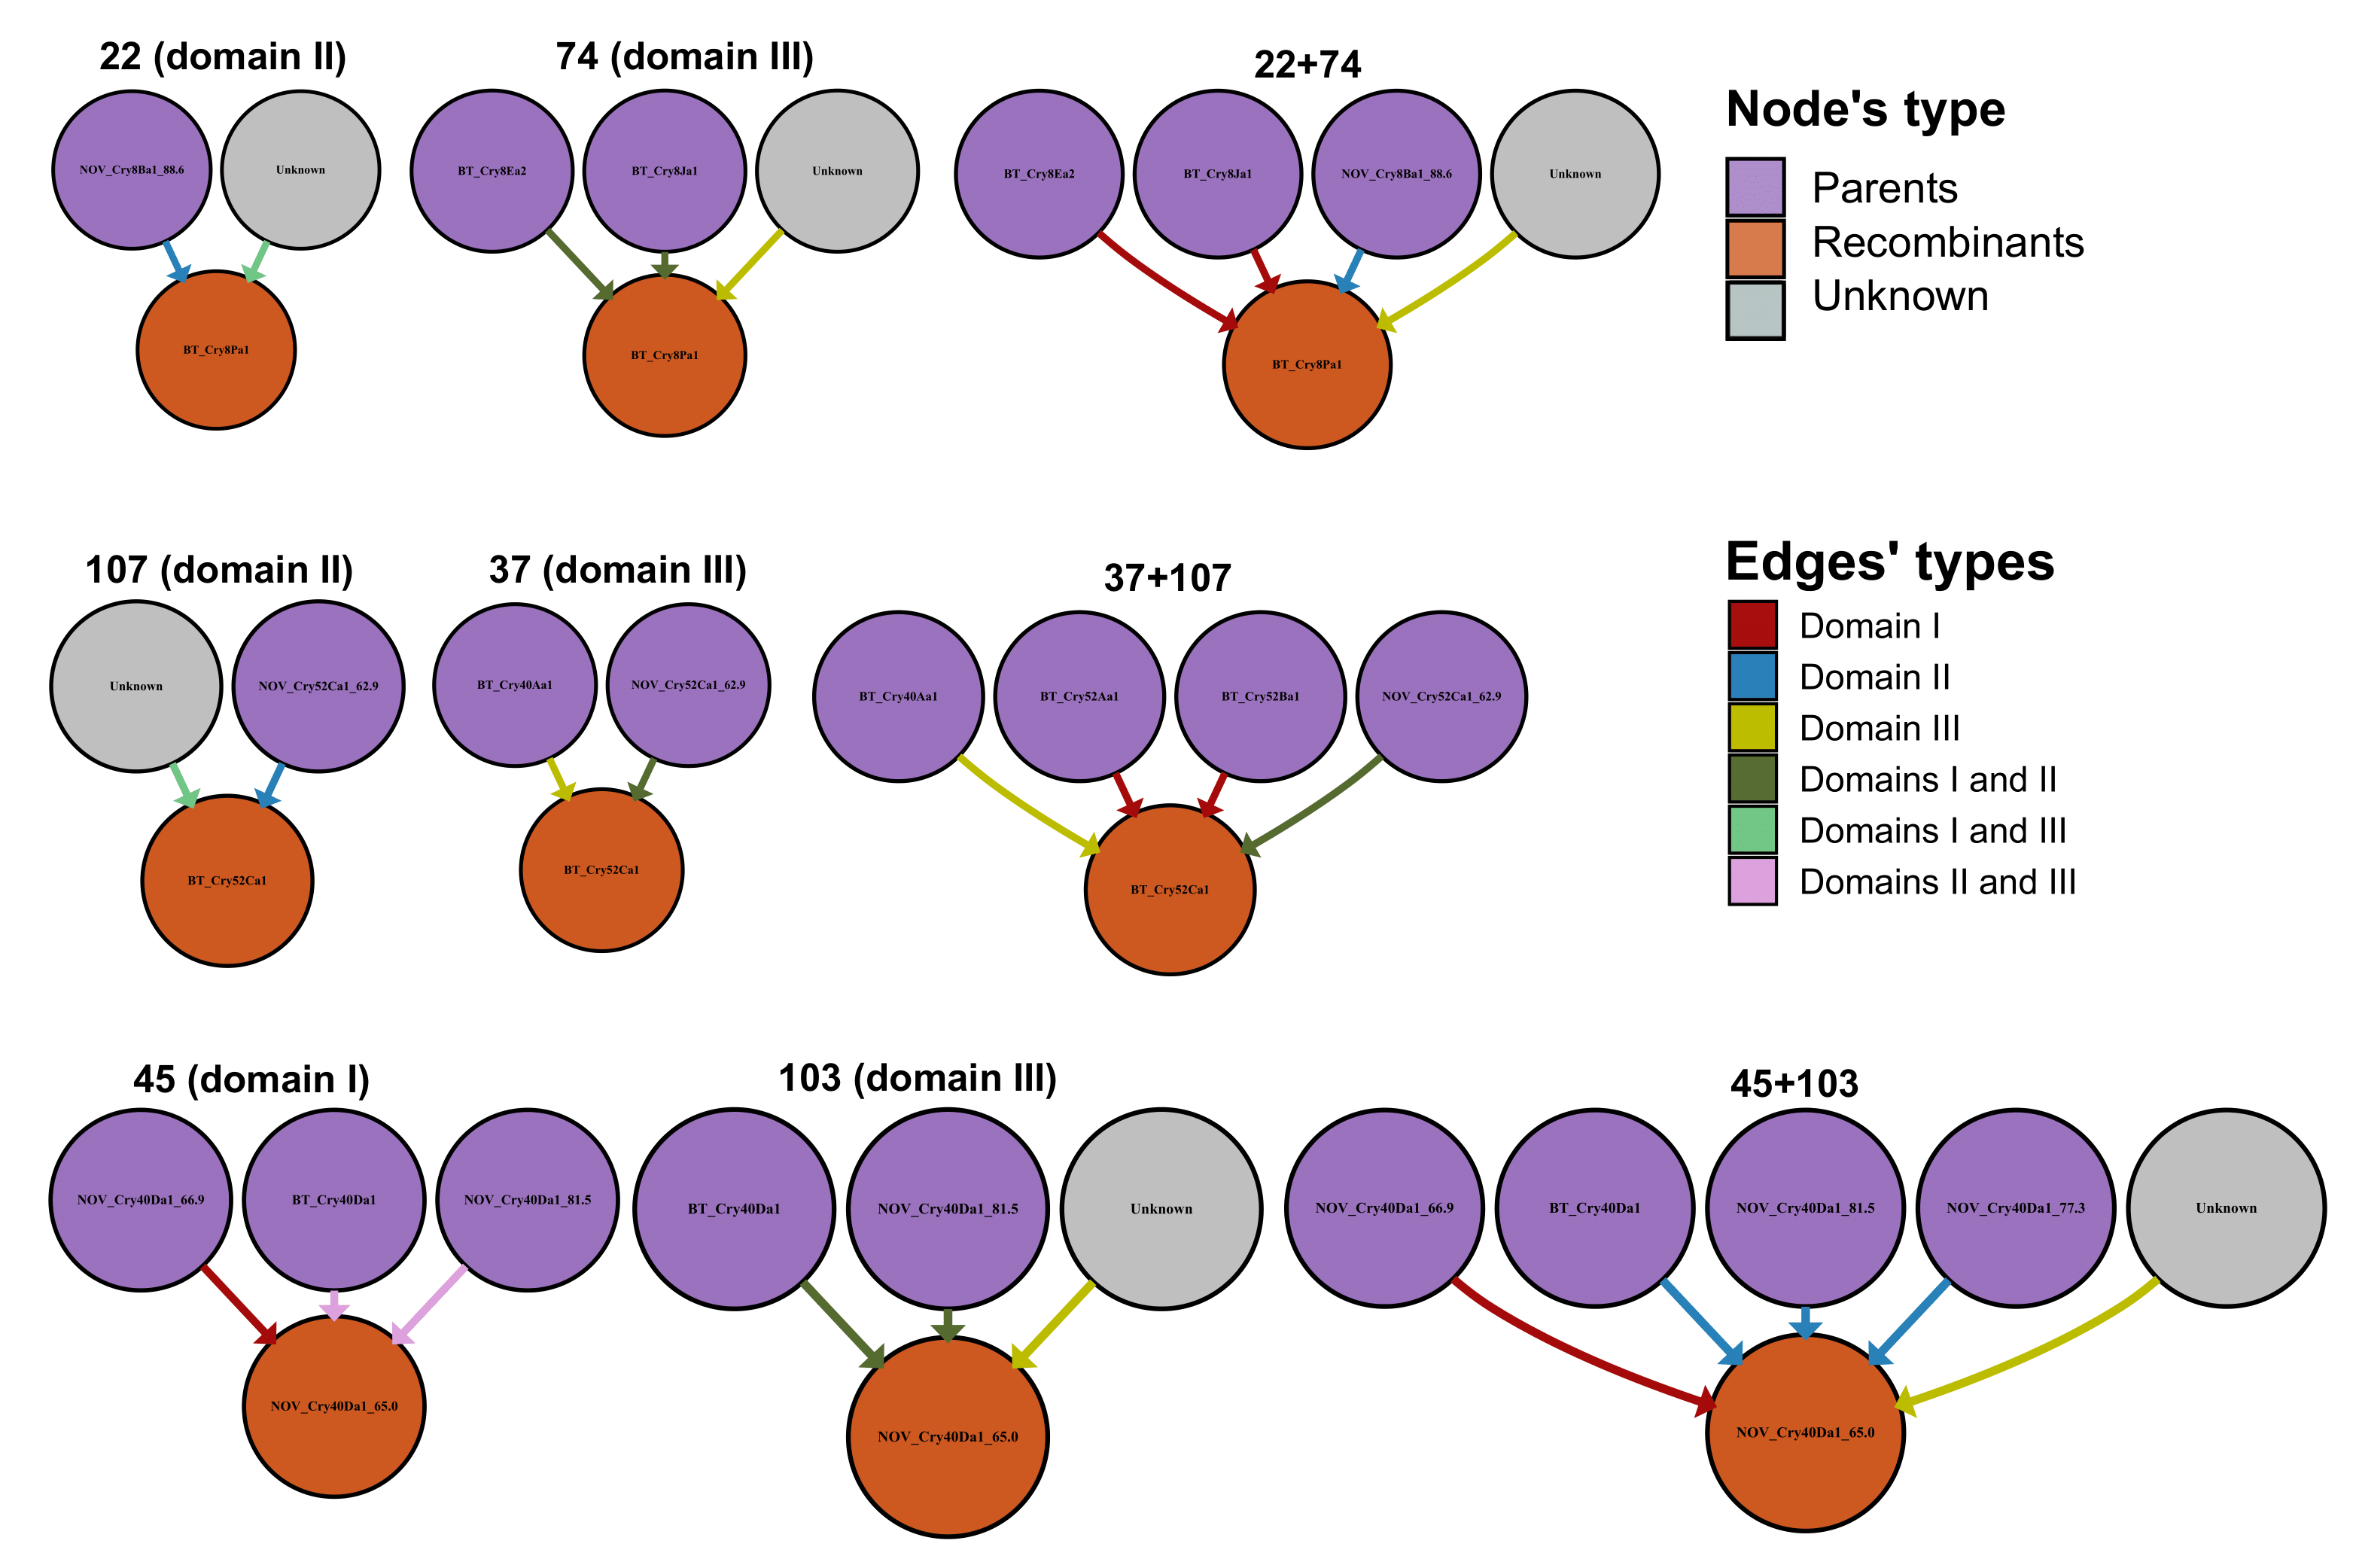 22 (domain II)
74 (domain III)
22+74
NOV_Cry8Ba1_88.6
Unknown
BT_Cry8Pa1
BT_Cry8Ea2
BT_Cry8Ja1
Unknown
BT_Cry8Pa1
BT_Cry8Ea2
BT_Cry8Ja1
NOV_Cry8Ba1_88.6
Unknown
BT_Cry8Pa1
Node's type
Parents
Recombinants
Unknown
107 (domain II)
37 (domain III)
37+107
Unknown
NOV_Cry52Ca1_62.9
BT_Cry52Ca1
BT_Cry40Aa1
NOV_Cry52Ca1_62.9
BT_Cry52Ca1
BT_Cry40Aa1
BT_Cry52Aa1
BT_Cry52Ba1
NOV_Cry52Ca1_62.9
BT_Cry52Ca1
Edges' types
Domain I
Domain II
Domain III
Domains I and II
Domains I and III
Domains II and III
45 (domain I)
103 (domain III)
45+103
NOV_Cry40Da1_66.9
BT_Cry40Da1
NOV_Cry40Da1_81.5
NOV_Cry40Da1_65.0
BT_Cry40Da1
NOV_Cry40Da1_81.5
Unknown
NOV_Cry40Da1_65.0
NOV_Cry40Da1_66.9
BT_Cry40Da1
NOV_Cry40Da1_81.5
NOV_Cry40Da1_77.3
Unknown
NOV_Cry40Da1_65.0